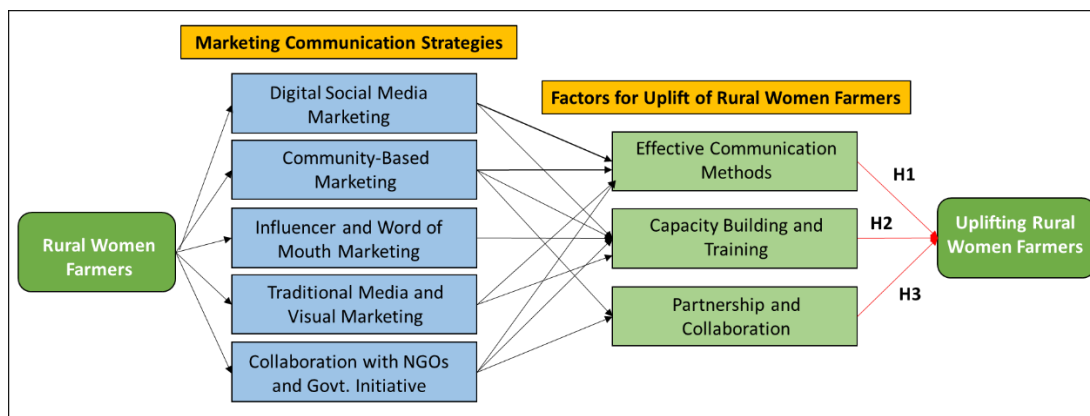 Marketing Communication Strategies
Digital Social Media
Marketing
Community-Based
Marketing
Influencer and Word of
Mouth Marketing
Traditional Media and
Visual Marketing
Collaboration with NGOs
and Govt. Initiative
Rural Women
Farmers
Factors for Uplift of Rural Women Farmers
Effective Communication
Methods
Capacity Building and
Training
Partnership and
Collaboration
H1
H2
H3
Uplifting Rural
Women Farmers